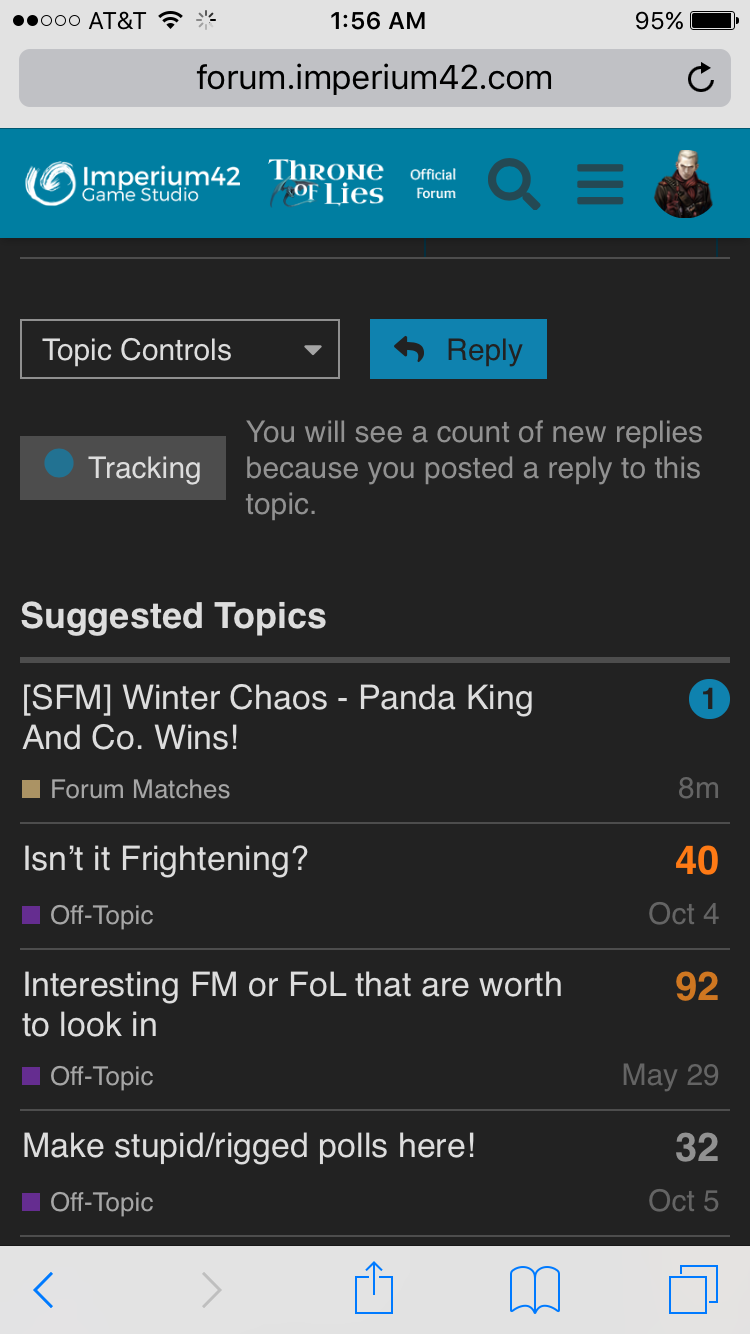 AT&T 1:56 AM 95%
forum.imperium42.com
Imperium42
Game Studio
THRONE
OF LIES
Official
Forum
Topic Controls
Reply
Tracking
You will see a count of new replies
because you posted a reply to this
topic.
Suggested Topics
[SFM] Winter Chaos - Panda King 1
And Co. Wins!
Forum Matches 8m
Isn’t it Frightening? 40
Off-Topic Oct 4
Interesting FM or FoL that are worth 92
to look in
Off-Topic May 29
Make stupid/rigged polls here! 32
Off-Topic Oct 5